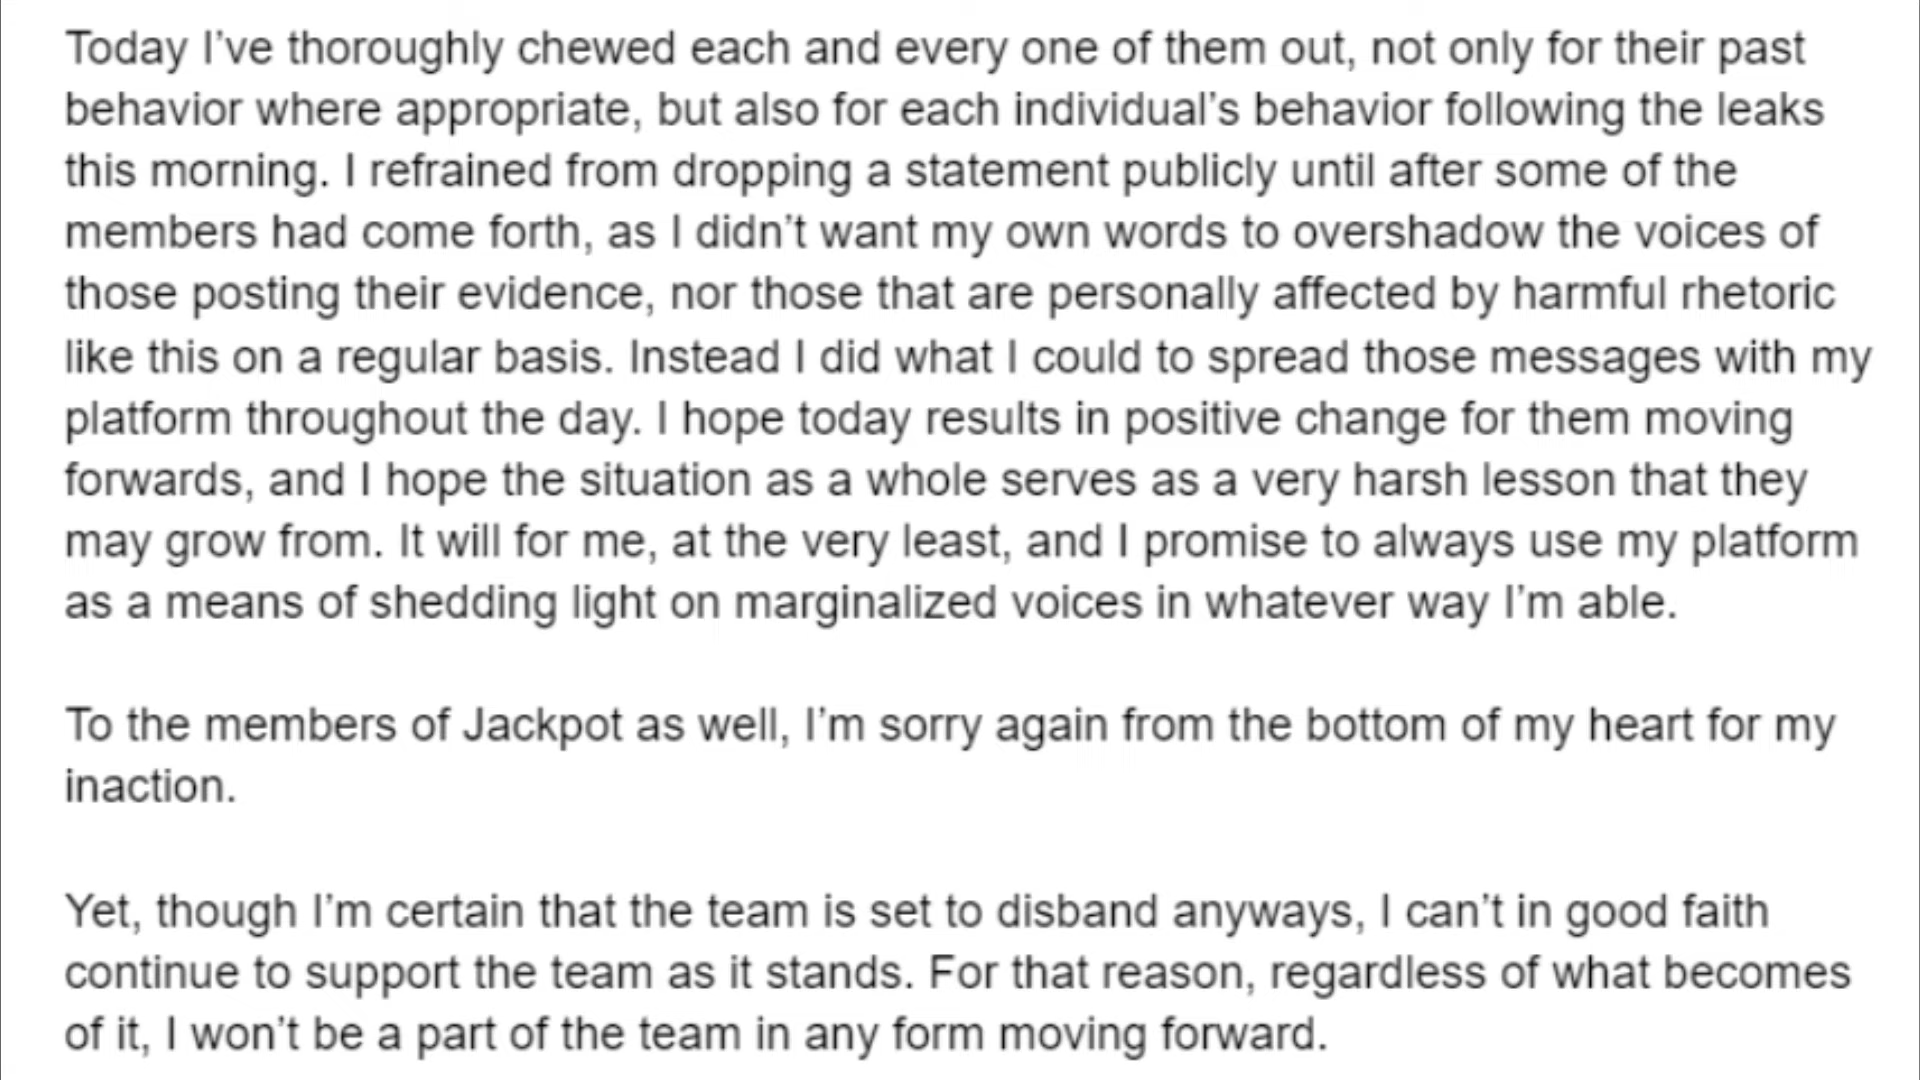 Today I’ve thoroughly chewed each and every one of them out, not only for their past
behavior where appropriate, but also for each individual’s behavior following the leaks
this morning. I refrained from dropping a statement publicly until after some of the
members had come forth, as I didn’t want my own words to overshadow the voices of
those posting their evidence, nor those that are personally affected by harmful rhetoric
like this on a regular basis. Instead I did what I could to spread those messages with my
platform throughout the day. I hope today results in positive change for them moving
forwards, and I hope the situation as a whole serves as a very harsh lesson that they
may grow from. It will for me, at the very least, and I promise to always use my platform
as a means of shedding light on marginalized voices in whatever way I’m able.
To the members of Jackpot as well, I’m sorry again from the bottom of my heart for my
inaction.
Yet, though I’m certain that the team is set to disband anyways, I can’t in good faith
continue to support the team as it stands. For that reason, regardless of what becomes
of it, I won’t be a part of the team in any form moving forward.